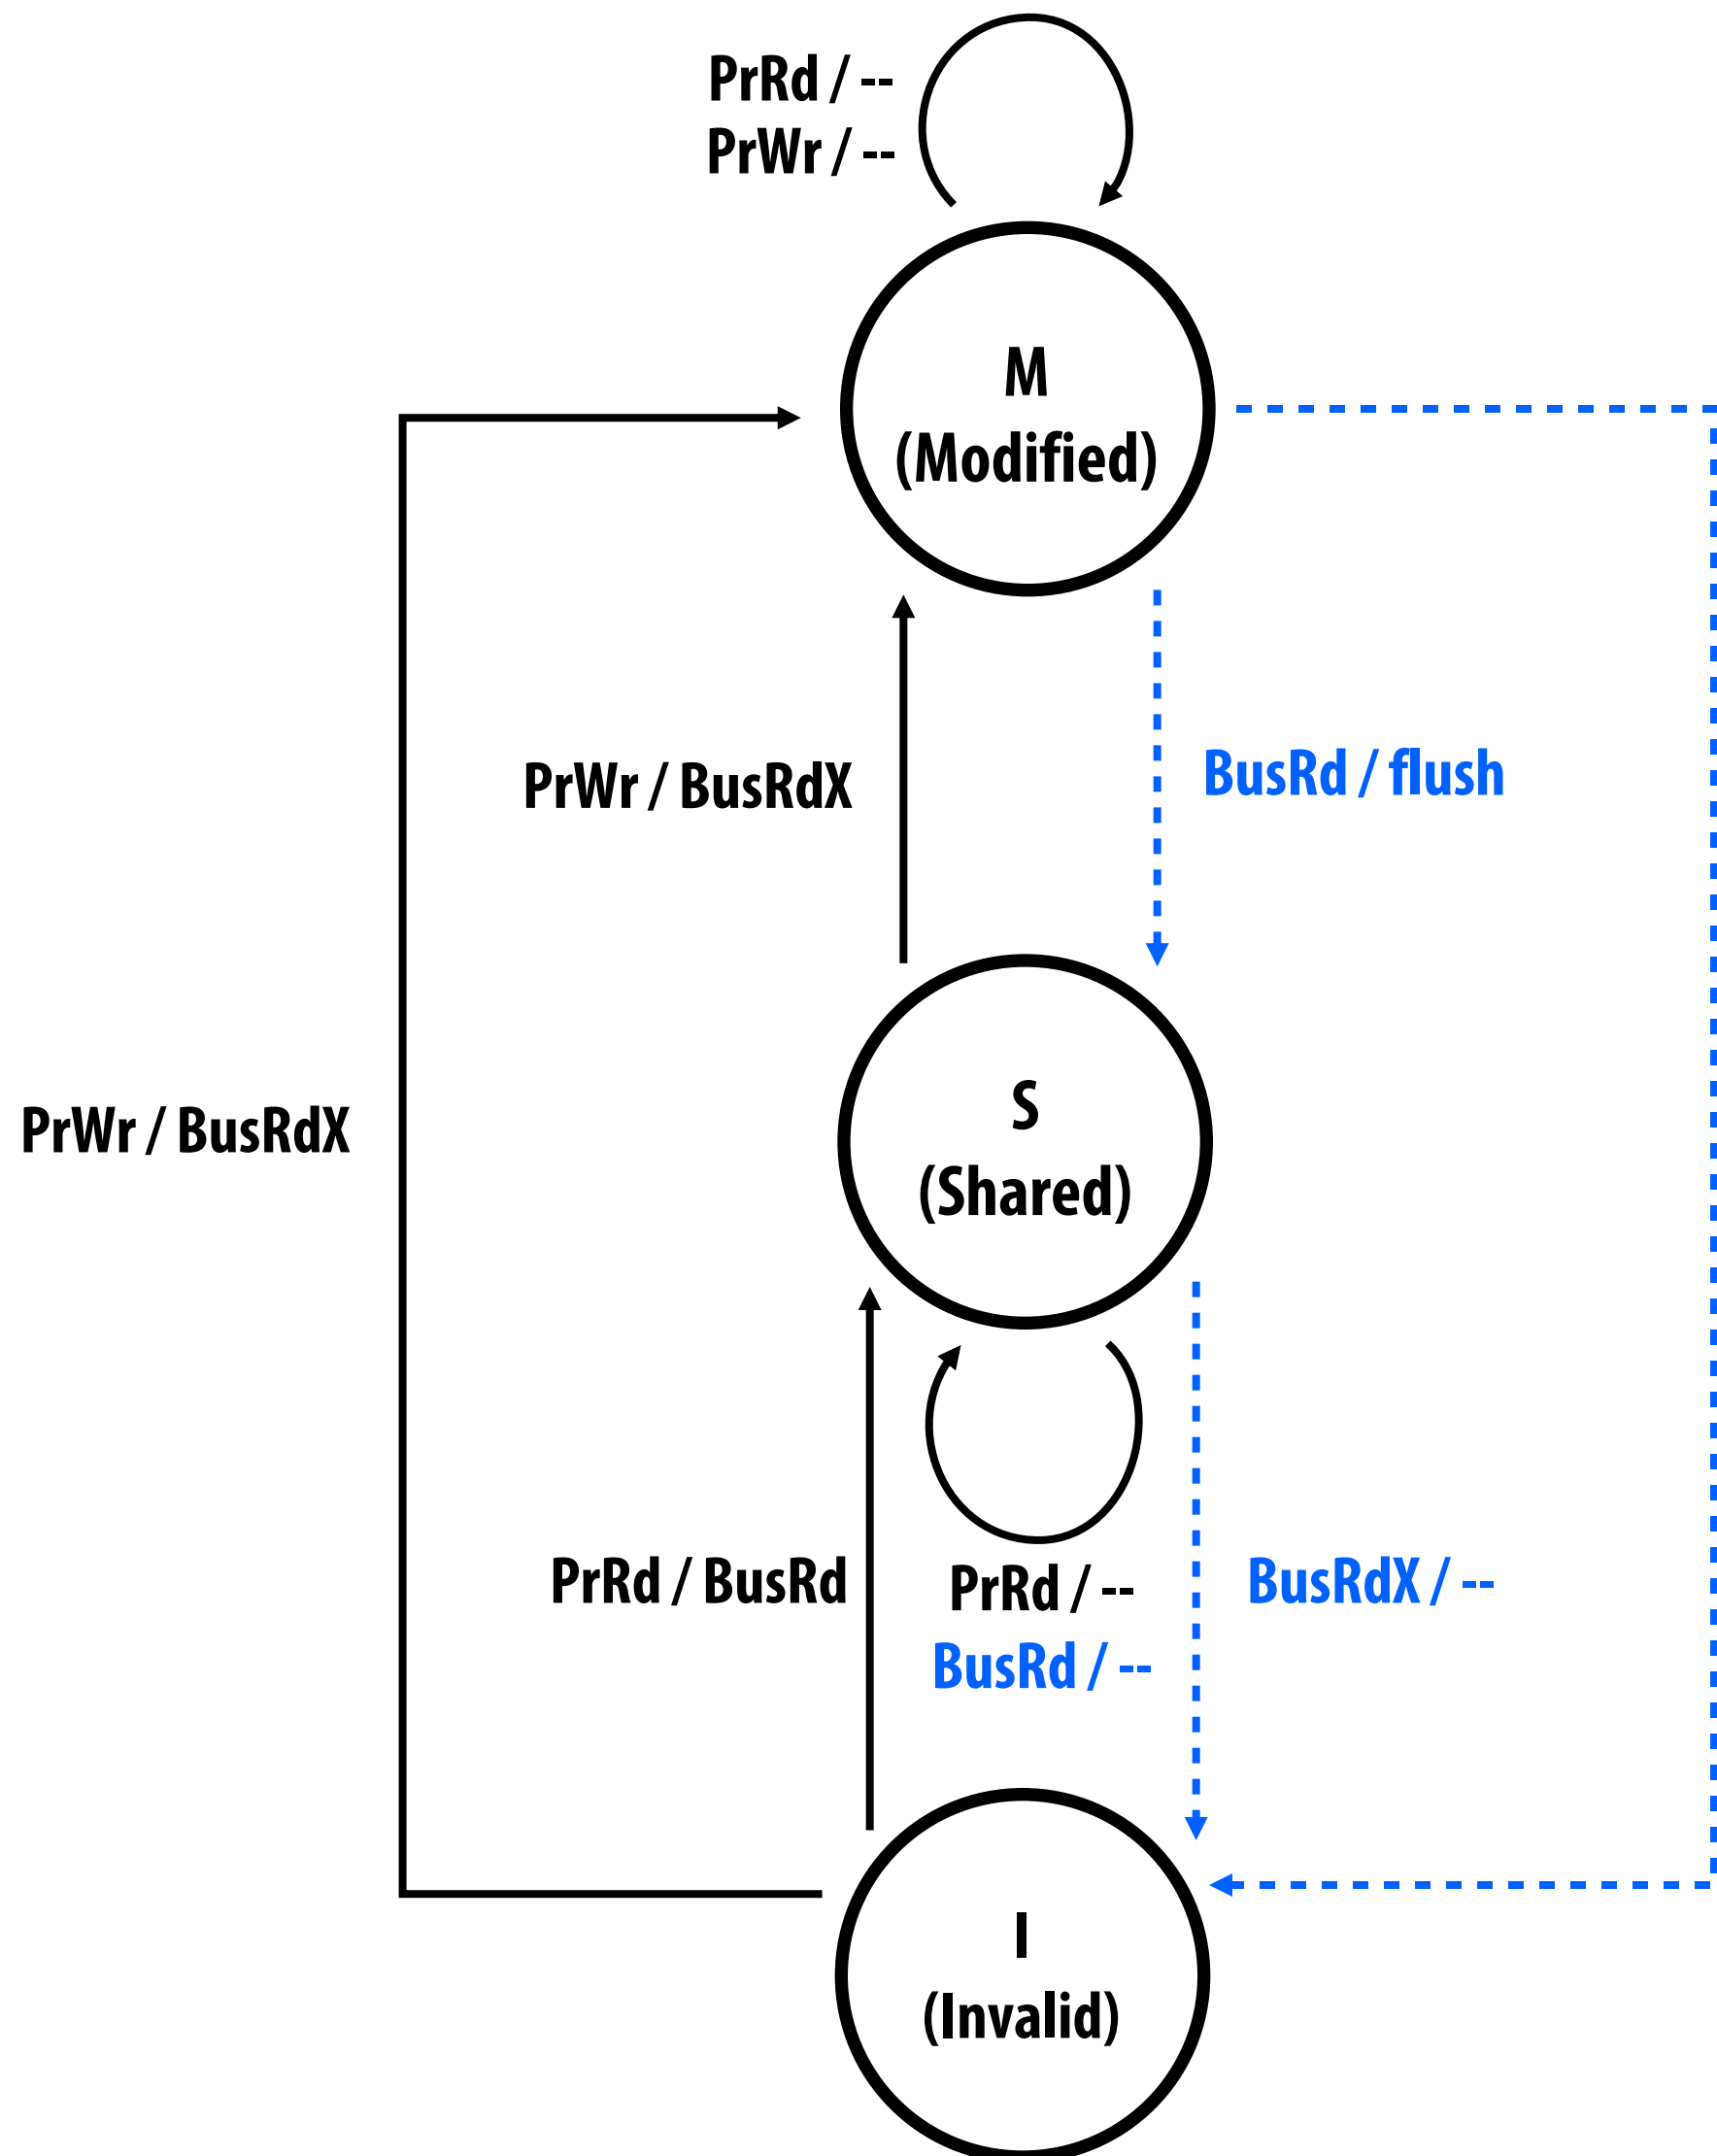 PrRd / --
PrWr / --
M
(Modified)
PrWr / BusRdX
BusRd / flush
S
(Shared)
PrWr / BusRdX
PrRd / BusRd
PrRd / --
BusRd / --
BusRdX / --
I
(Invalid)